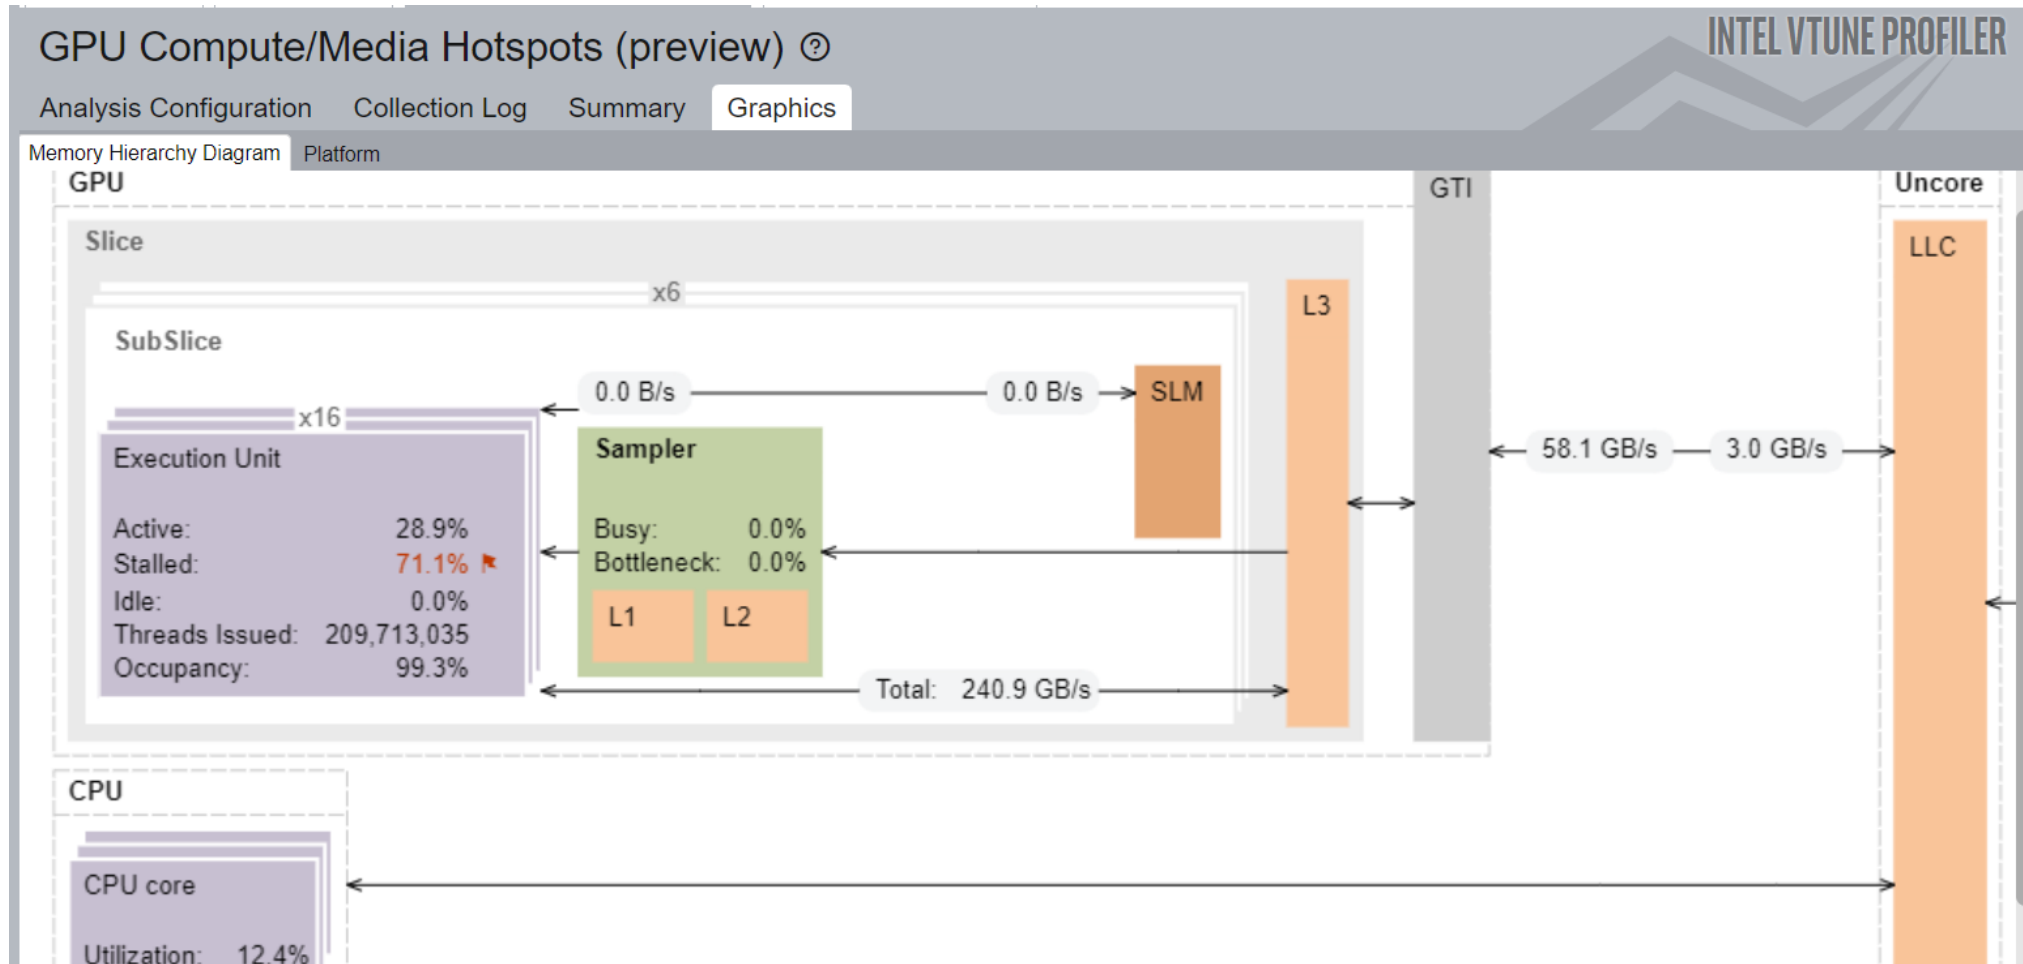 GPU Compute/Media Hotspots (preview) ?
INTEL VTUNE PROFILER
Analysis Configuration Collection Log Summary Graphics
Memory Hierarchy Diagram Platform
GPU
GTI
Uncore
Slice
LLC
x6
L3
SubSlice
0.0 B/s 0.0 B/s SLM
x16
Execution Unit
Sampler
58.1 GB/s 3.0 GB/s
Active: 28.9%
Stalled: 71.1%
Idle: 0.0%
Threads Issued: 209,713,035
Occupancy: 99.3%
Busy: 0.0%
Bottleneck: 0.0%
L1 L2
Total: 240.9 GB/s
CPU
CPU core
Utilization: 12.4%